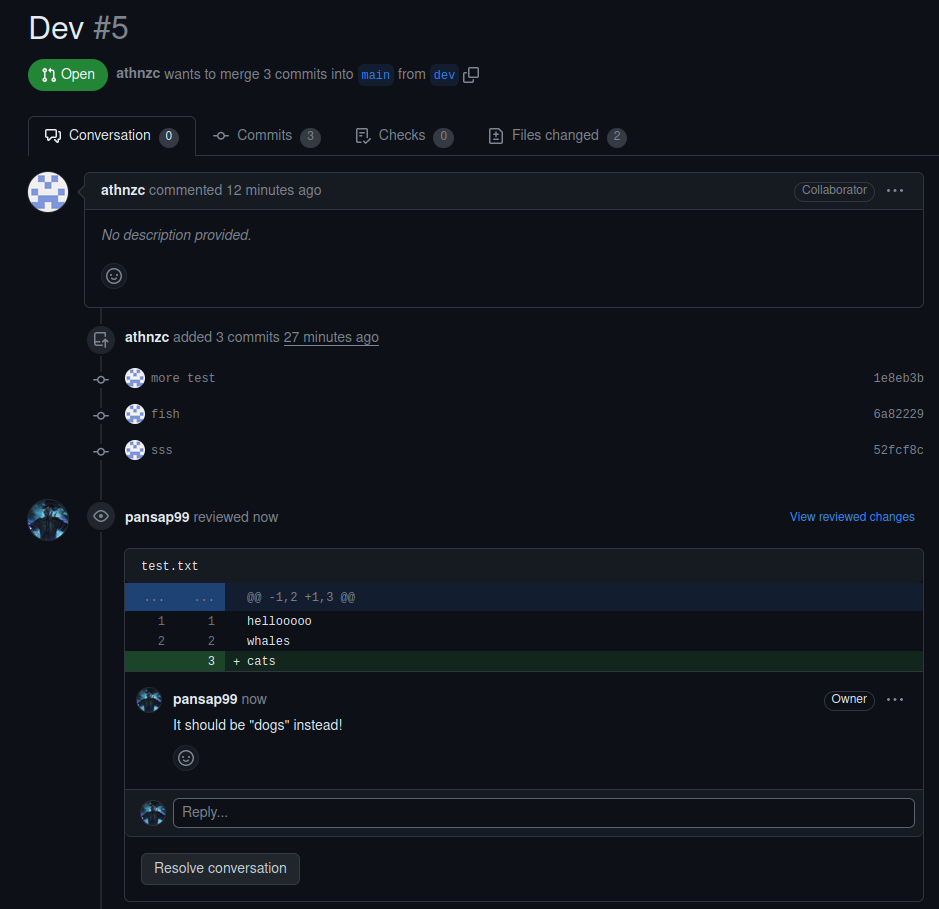 Dev #5
Open athnzc wants to merge 3 commits into main from dev
Conversation 0 Commits 3 Checks 0 Files changed 2
athnzc commented 12 minutes ago Collaborator ...
No description provided.
athnzc added 3 commits 27 minutes ago
more test 1e8eb3b
fish 6a82229
sss 52fcf8c
pansap99 reviewed now View reviewed changes
test.txt
... ... @@ -1,2 +1,3 @@
1 1 hellooooo
2 2 whales
3 + cats
pansap99 now Owner ...
It should be "dogs" instead!
Reply...
Resolve conversation